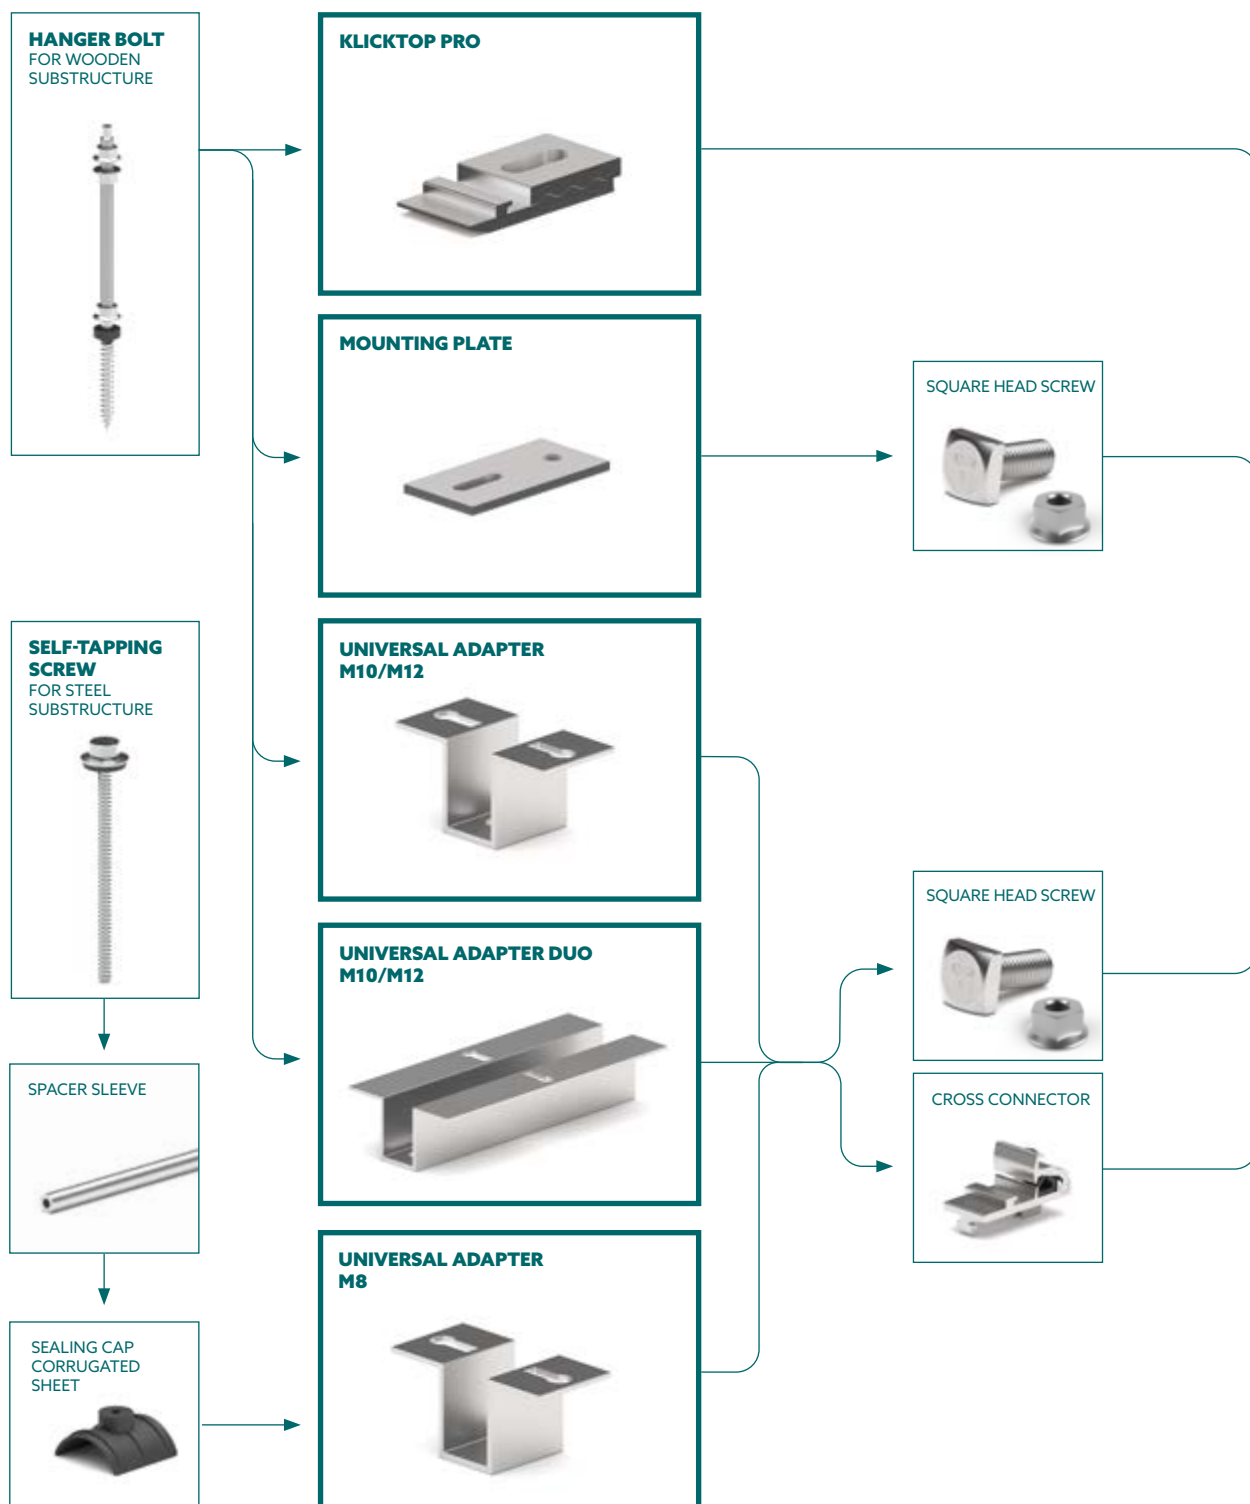 HANGER BOLT
FOR WOODEN
SUBSTRUCTURE
KLICKTOP PRO
MOUNTING PLATE
SQUARE HEAD SCREW
SELF-TAPPING
SCREW
FOR STEEL
SUBSTRUCTURE
UNIVERSAL ADAPTER
M10/M12
SQUARE HEAD SCREW
UNIVERSAL ADAPTER DUO
M10/M12
SPACER SLEEVE
CROSS CONNECTOR
UNIVERSAL ADAPTER
M8
SEALING CAP
CORRUGATED
SHEET